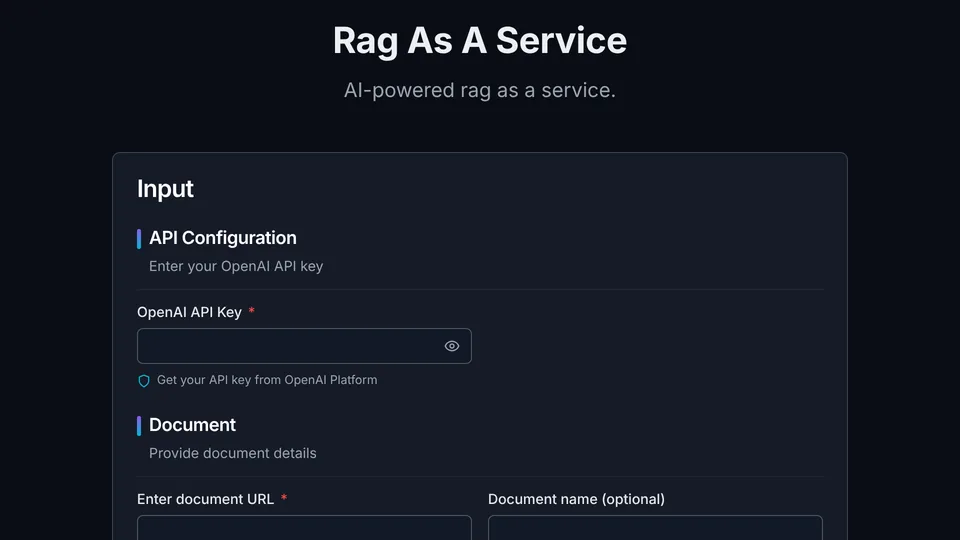 Rag As A Service
AI-powered rag as a service.
Input
API Configuration
Enter your OpenAI API key
OpenAI API Key *
Get your API key from OpenAI Platform
Document
Provide document details
Enter document URL *
Document name (optional)